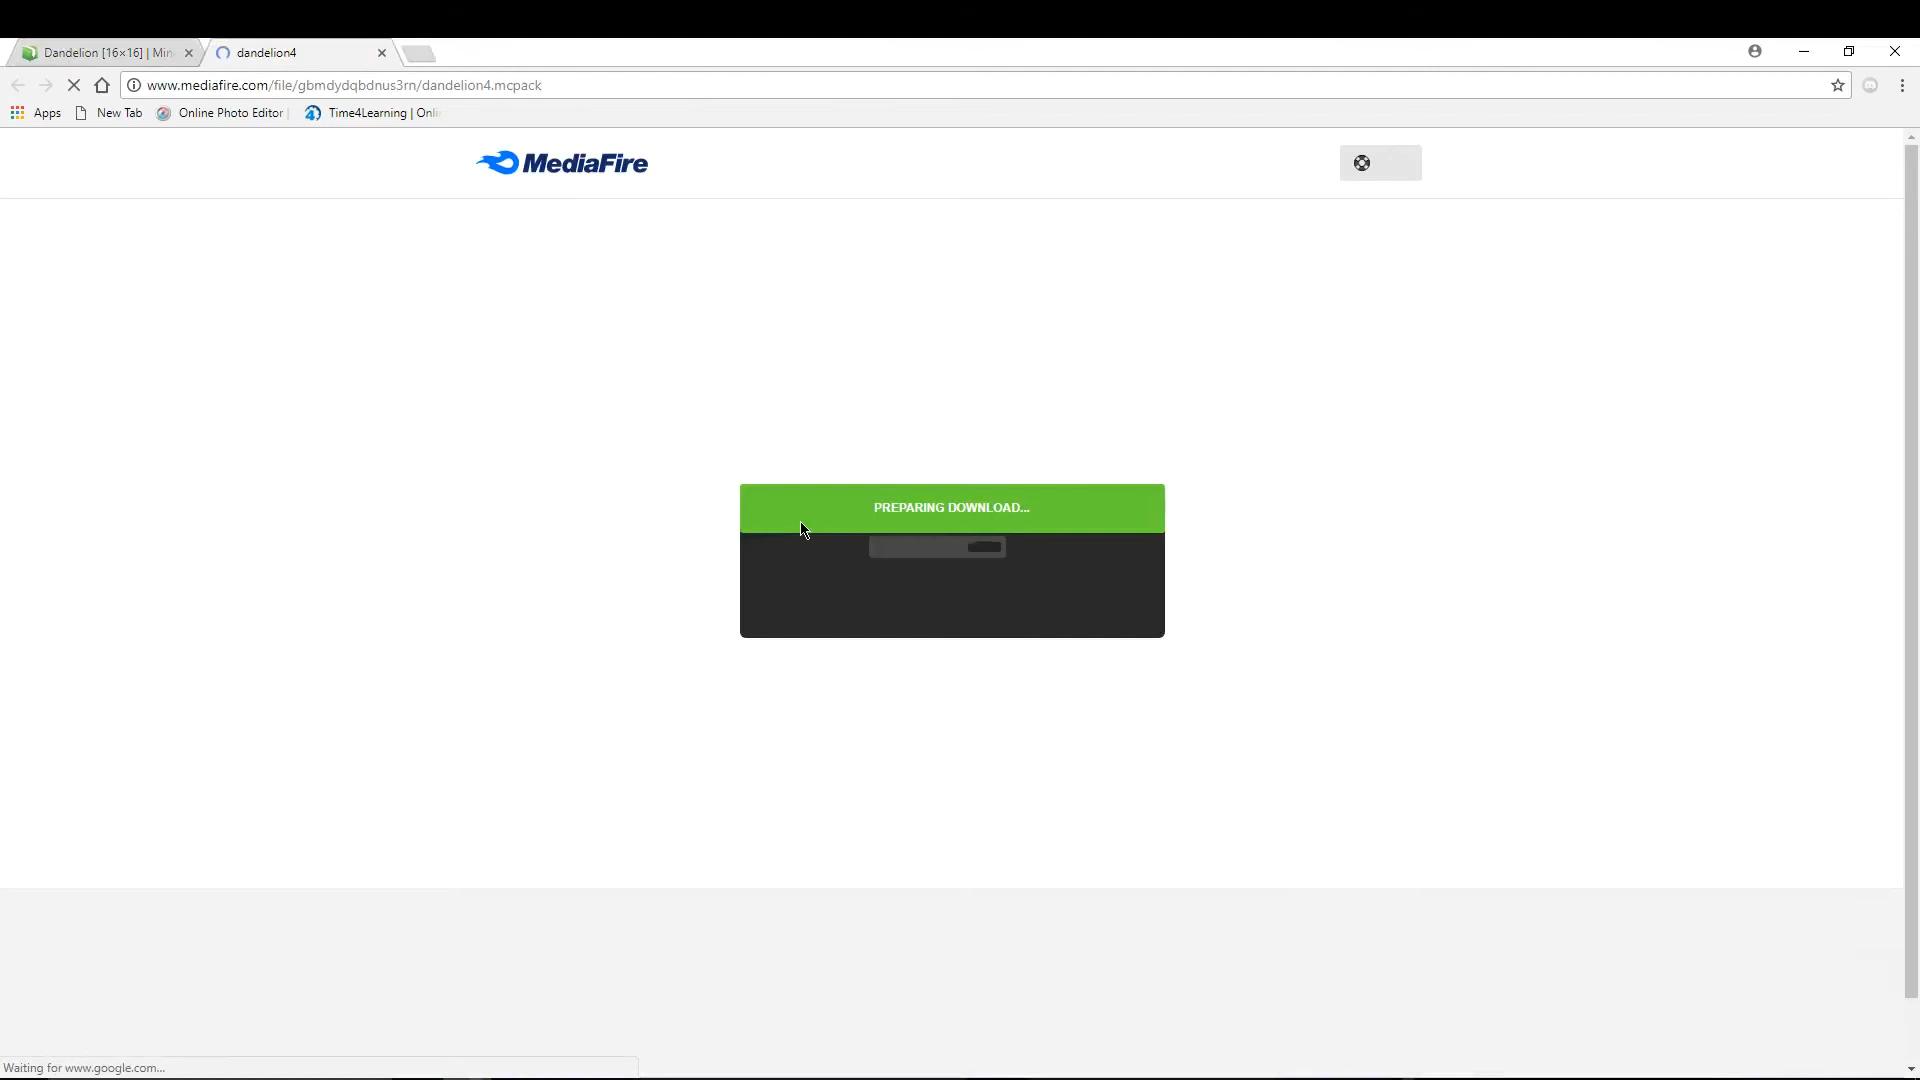 Dandelion [16×16] | Min
dandelion4
www.mediafire.com/file/gbmdydqbdnus3rn/dandelion4.mcpack
Apps
New Tab
Online Photo Editor |
Time4Learning | Onli
MediaFire
PREPARING DOWNLOAD...
Waiting for www.google.com...